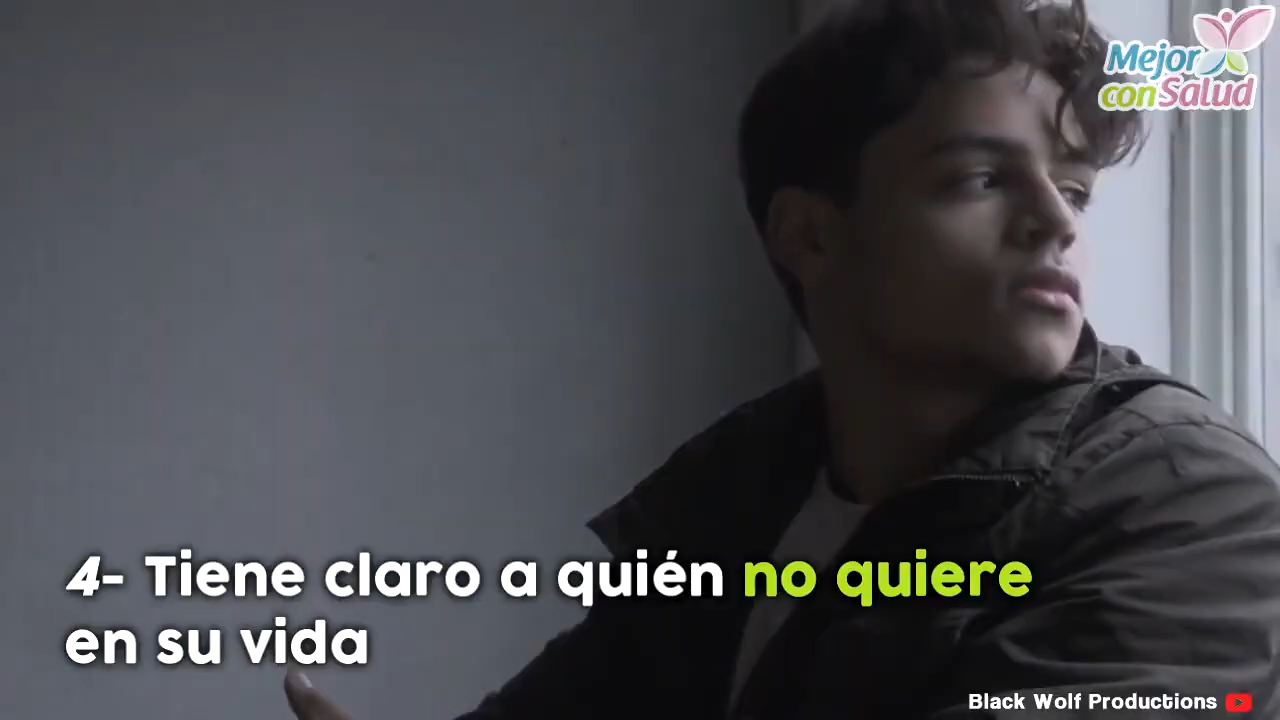 Mejor
con Salud
4- Tiene claro a quién no quiere
en su vida
Black Wolf Productions